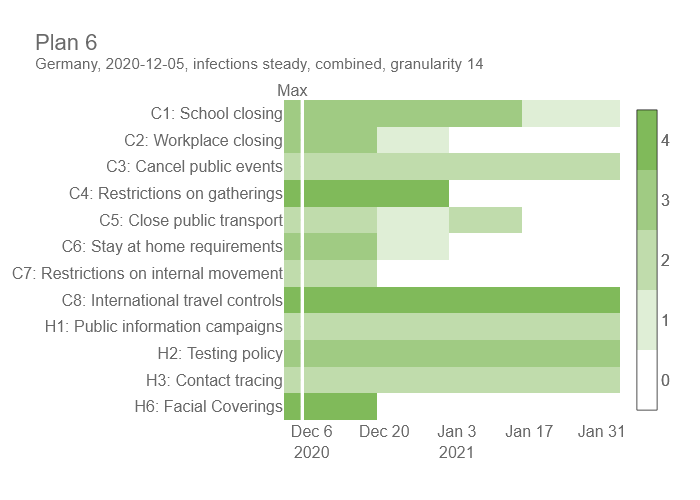 Plan 6
Germany, 2020-12-05, infections steady, combined, granularity 14
Max
C1: School closing
C2: Workplace closing
C3: Cancel public events
C4: Restrictions on gatherings
C5: Close public transport
C6: Stay at home requirements
C7: Restrictions on internal movement
C8: International travel controls
H1: Public information campaigns
H2: Testing policy
H3: Contact tracing
H6: Facial Coverings
Dec 6 Dec 20 Jan 3 Jan 17 Jan 31
2020 2021
4
3
2
1
0